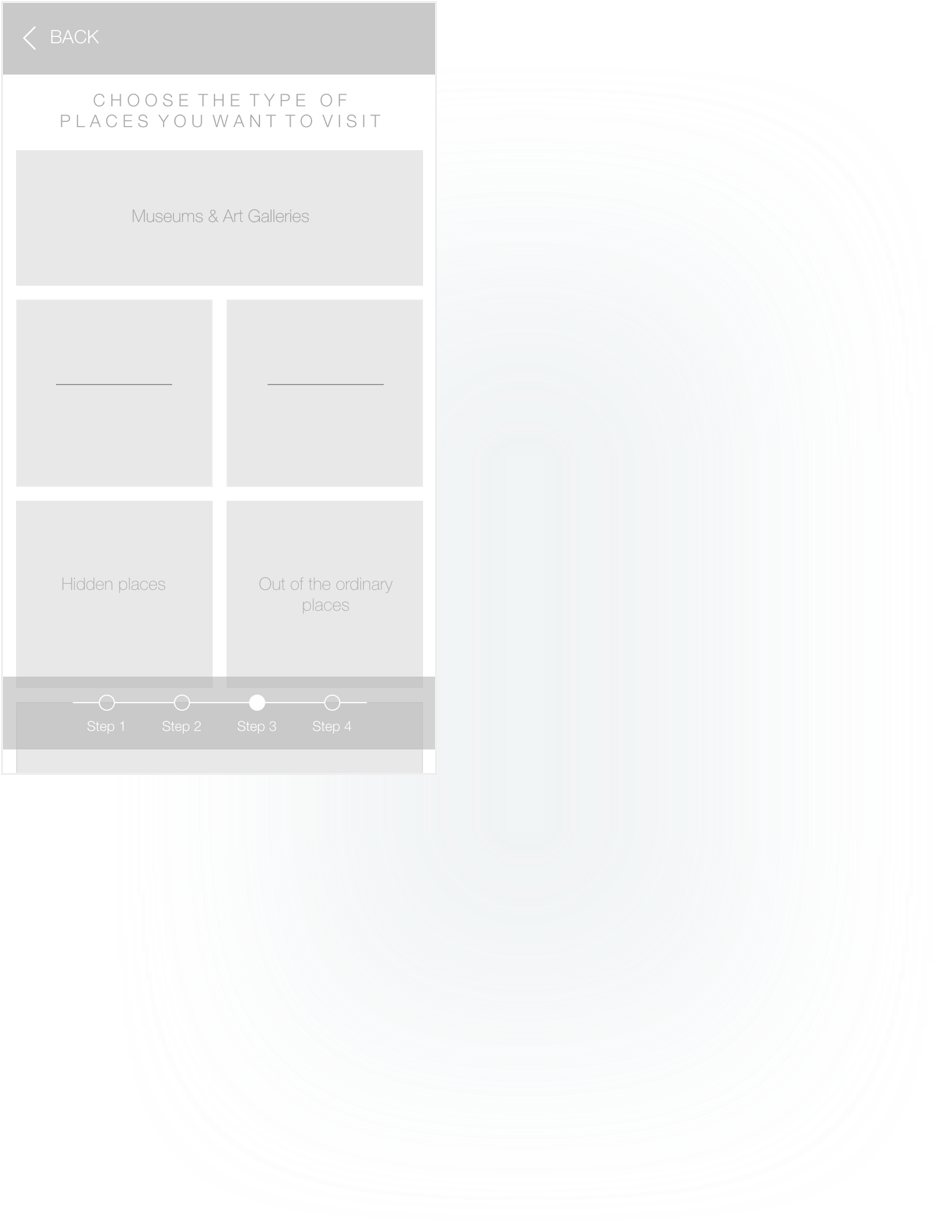 BACK
CHOOSE THE TYPE OF
PLACES YOU WANT TO VISIT
Museums & Art Galleries
Hidden places
Out of the ordinary
places
Step 1
Step 2
Step 3
Step 4